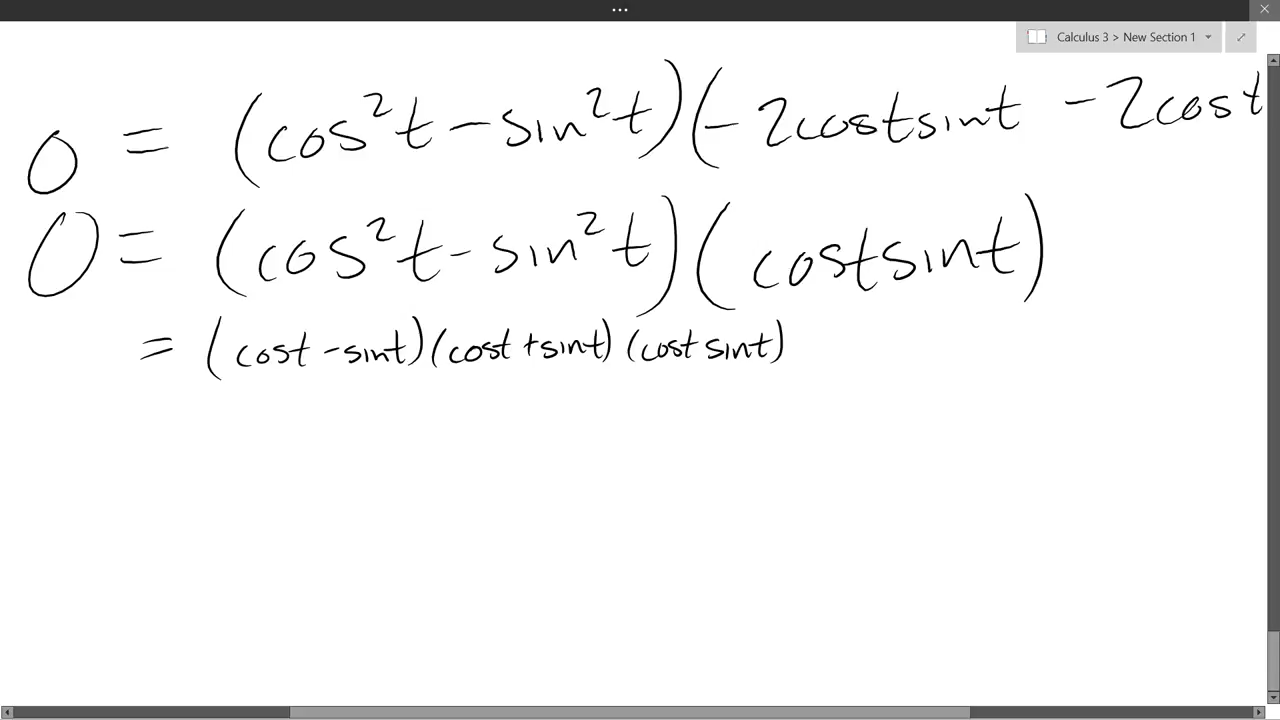 Calculus 3 > New Section 1
0 = (cos²t − sin²t)(−2costsint − 2cost
0 = (cos²t − sin²t)(costsint)
= (cost − sint)(cost + sint)(cost sint)